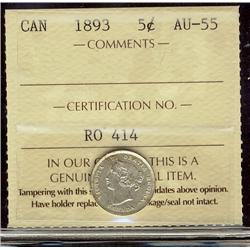 CAN 1893 5¢ AU-55
— COMMENTS —
— CERTIFICATION NO. —
RO 414
IN OUR THIS IS A
GENUIN L ITEM.
Tampering with this dates above opinion.
Have holder replac kage/seal not intact.